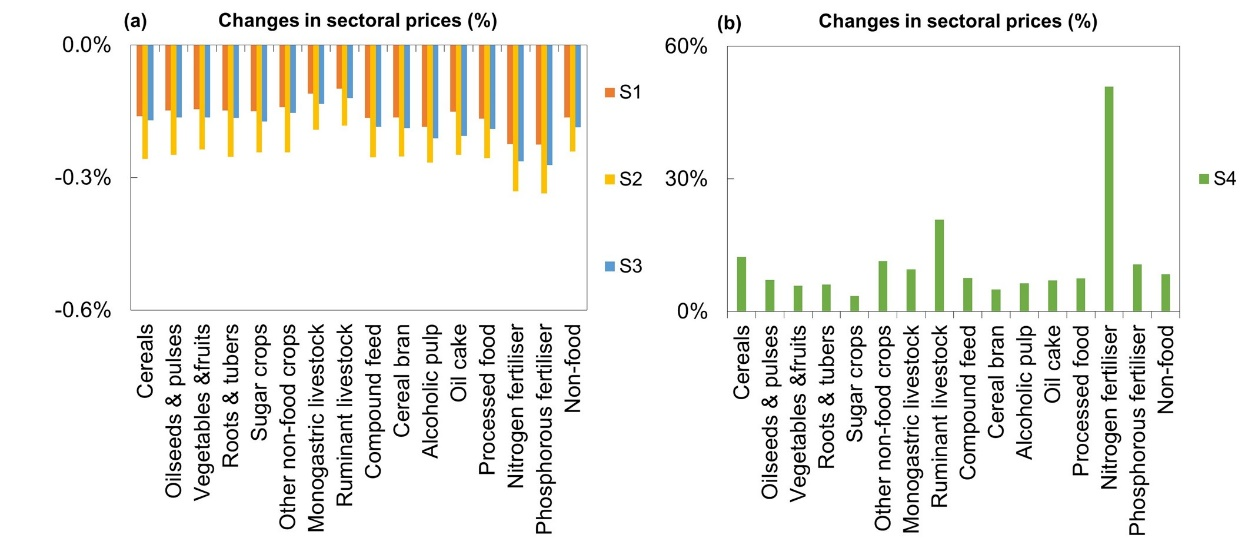 (a) Changes in sectoral prices (%)
0.0%
-0.3%
-0.6%
S1
S2
S3
Cereals
Oilseeds & pulses
Vegetables &fruits
Roots & tubers
Sugar crops
Other non-food crops
Monogastric livestock
Ruminant livestock
Compound feed
Cereal bran
Alcoholic pulp
Oil cake
Processed food
Nitrogen fertiliser
Phosphorous fertiliser
Non-food
(b) Changes in sectoral prices (%)
60%
30%
0%
S4
Cereals
Oilseeds & pulses
Vegetables &fruits
Roots & tubers
Sugar crops
Other non-food crops
Monogastric livestock
Ruminant livestock
Compound feed
Cereal bran
Alcoholic pulp
Oil cake
Processed food
Nitrogen fertiliser
Phosphorous fertiliser
Non-food